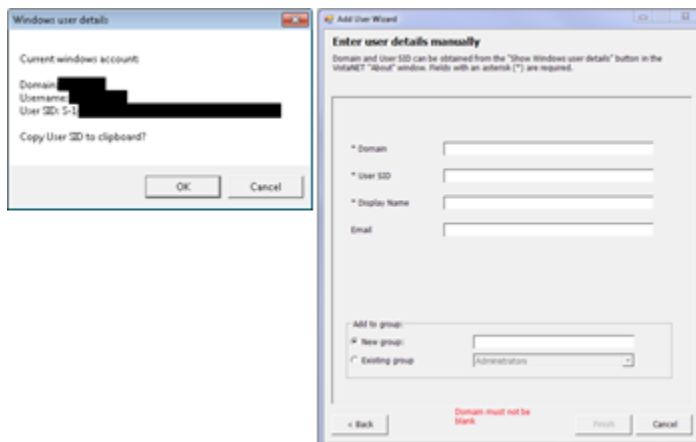 Windows user details
Current windows account:
Domain:
Username:
User SID: S-1
Copy User SID to clipboard?
OK
Cancel
Add User Wizard
Enter user details manually
Domain and User SID can be obtained from the "Show Windows user details" button in the
VistaNET "About" window. Fields with an asterisk (*) are required.
* Domain
* User SID
* Display Name
Email
Add to group:
New group:
Existing group
Administrators
< Back
Domain must not be
blank
Finish
Cancel